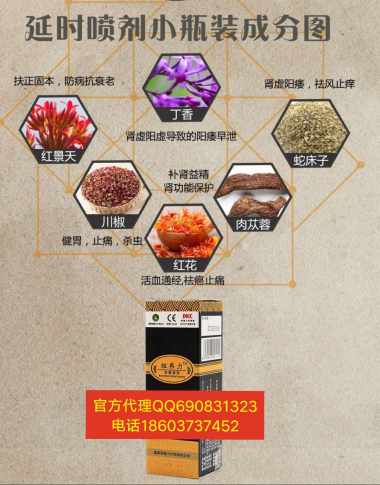 延时喷剂小瓶装成分图
扶正固本，防病抗衰老
肾虚阳痿，祛风止痒
丁香
肾虚阳虚导致的阳痿早泄
红景天
蛇床子
补肾益精
肾功能保护
川椒
肉苁蓉
健胃，止痛，杀虫
红花
活血通经,祛癌止痛
CE
PICC
官方代理QQ690831323
电话18603737452